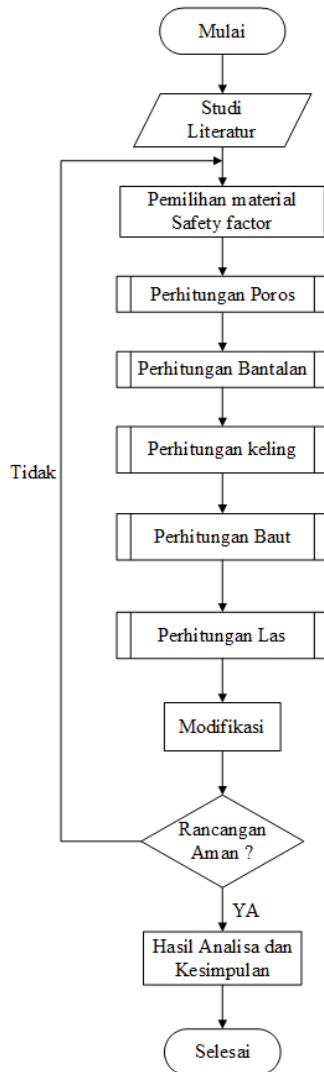 Mulai
Studi
Literatur
Pemilihan material
Safety factor
Perhitungan Poros
Perhitungan Bantalan
Perhitungan keling
Tidak
Perhitungan Baut
Perhitungan Las
Modifikasi
Rancangan
Aman ?
YA
Hasil Analisa dan
Kesimpulan
Selesai